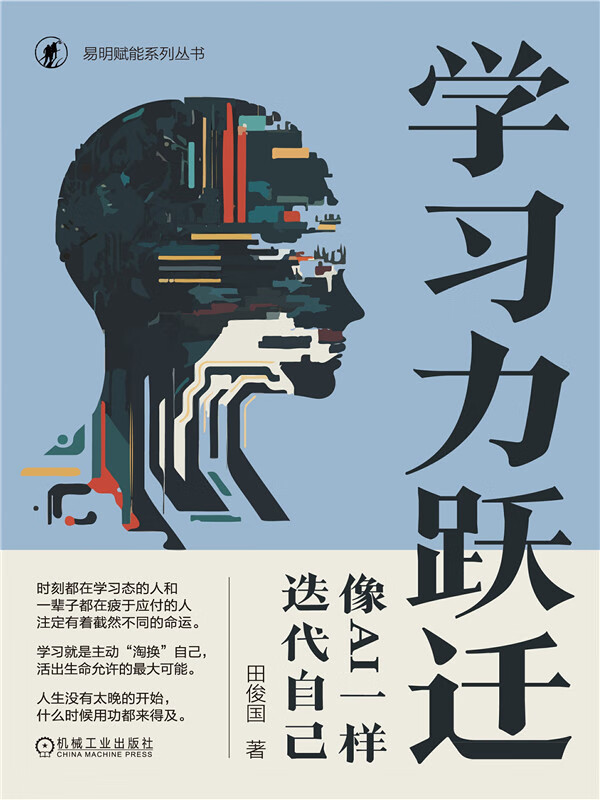 易明赋能系列丛书
学习力跃迁
像AI一样
迭代自己
田俊国 著
时刻都在学习态的人和
一辈子都在疲于应付的人
注定有着截然不同的命运。
学习就是主动“淘换”自己，
活出生命允许的最大可能。
人生没有太晚的开始，
什么时候用功都来得及。
机械工业出版社
CHINA MACHINE PRESS